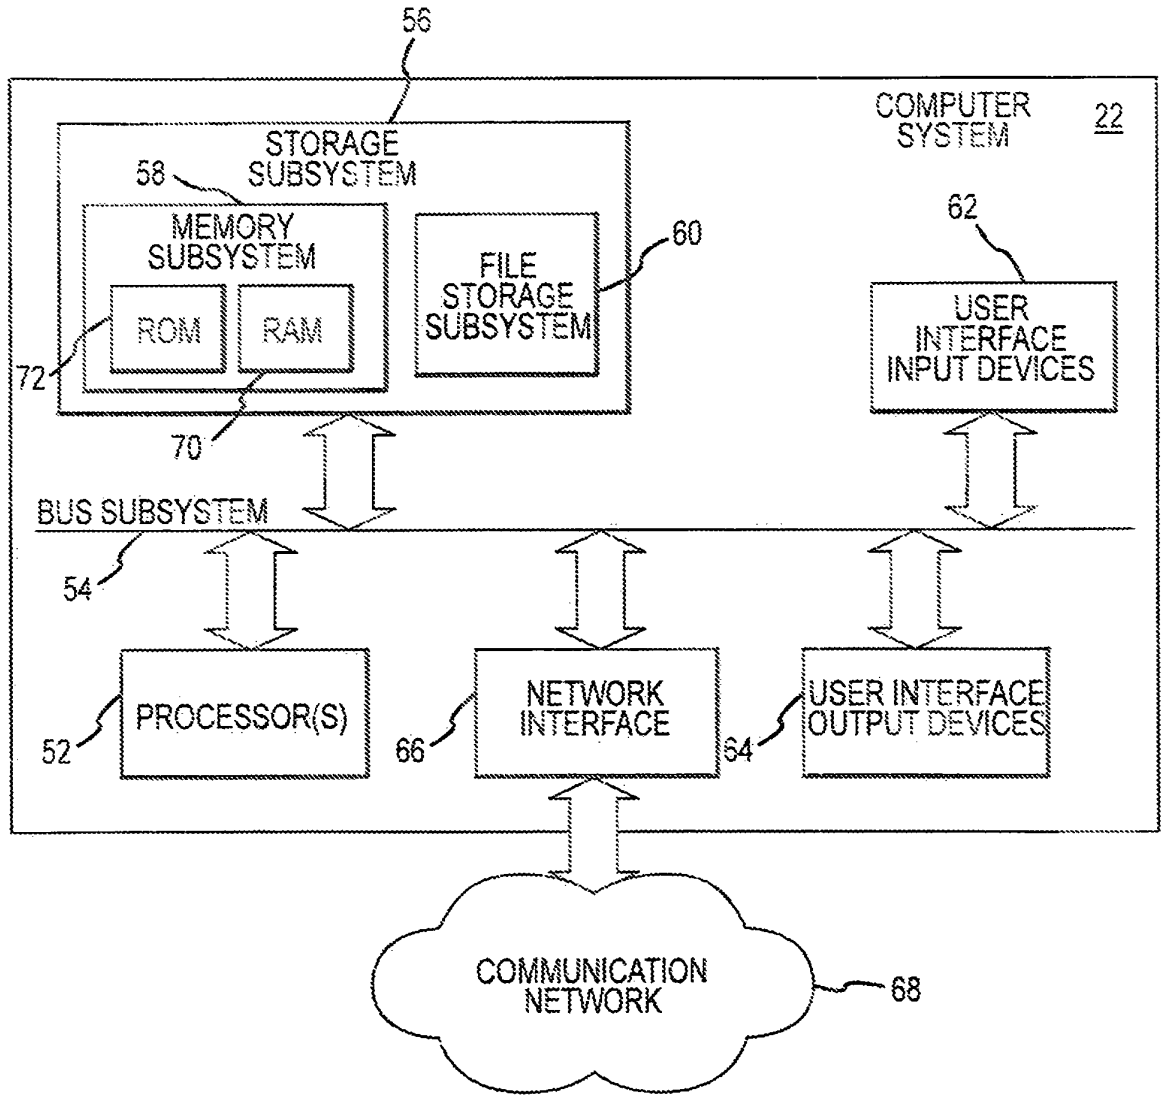 56
COMPUTER
SYSTEM
22
STORAGE
SUBSYSTEM
58
MEMORY
SUBSYSTEM
ROM
RAM
72
70
FILE
STORAGE
SUBSYSTEM
60
62
USER
INTERFACE
INPUT DEVICES
BUS SUBSYSTEM
54
PROCESSOR(S)
52
NETWORK
INTERFACE
66
USER INTERFACE
OUTPUT DEVICES
64
COMMUNICATION
NETWORK
68